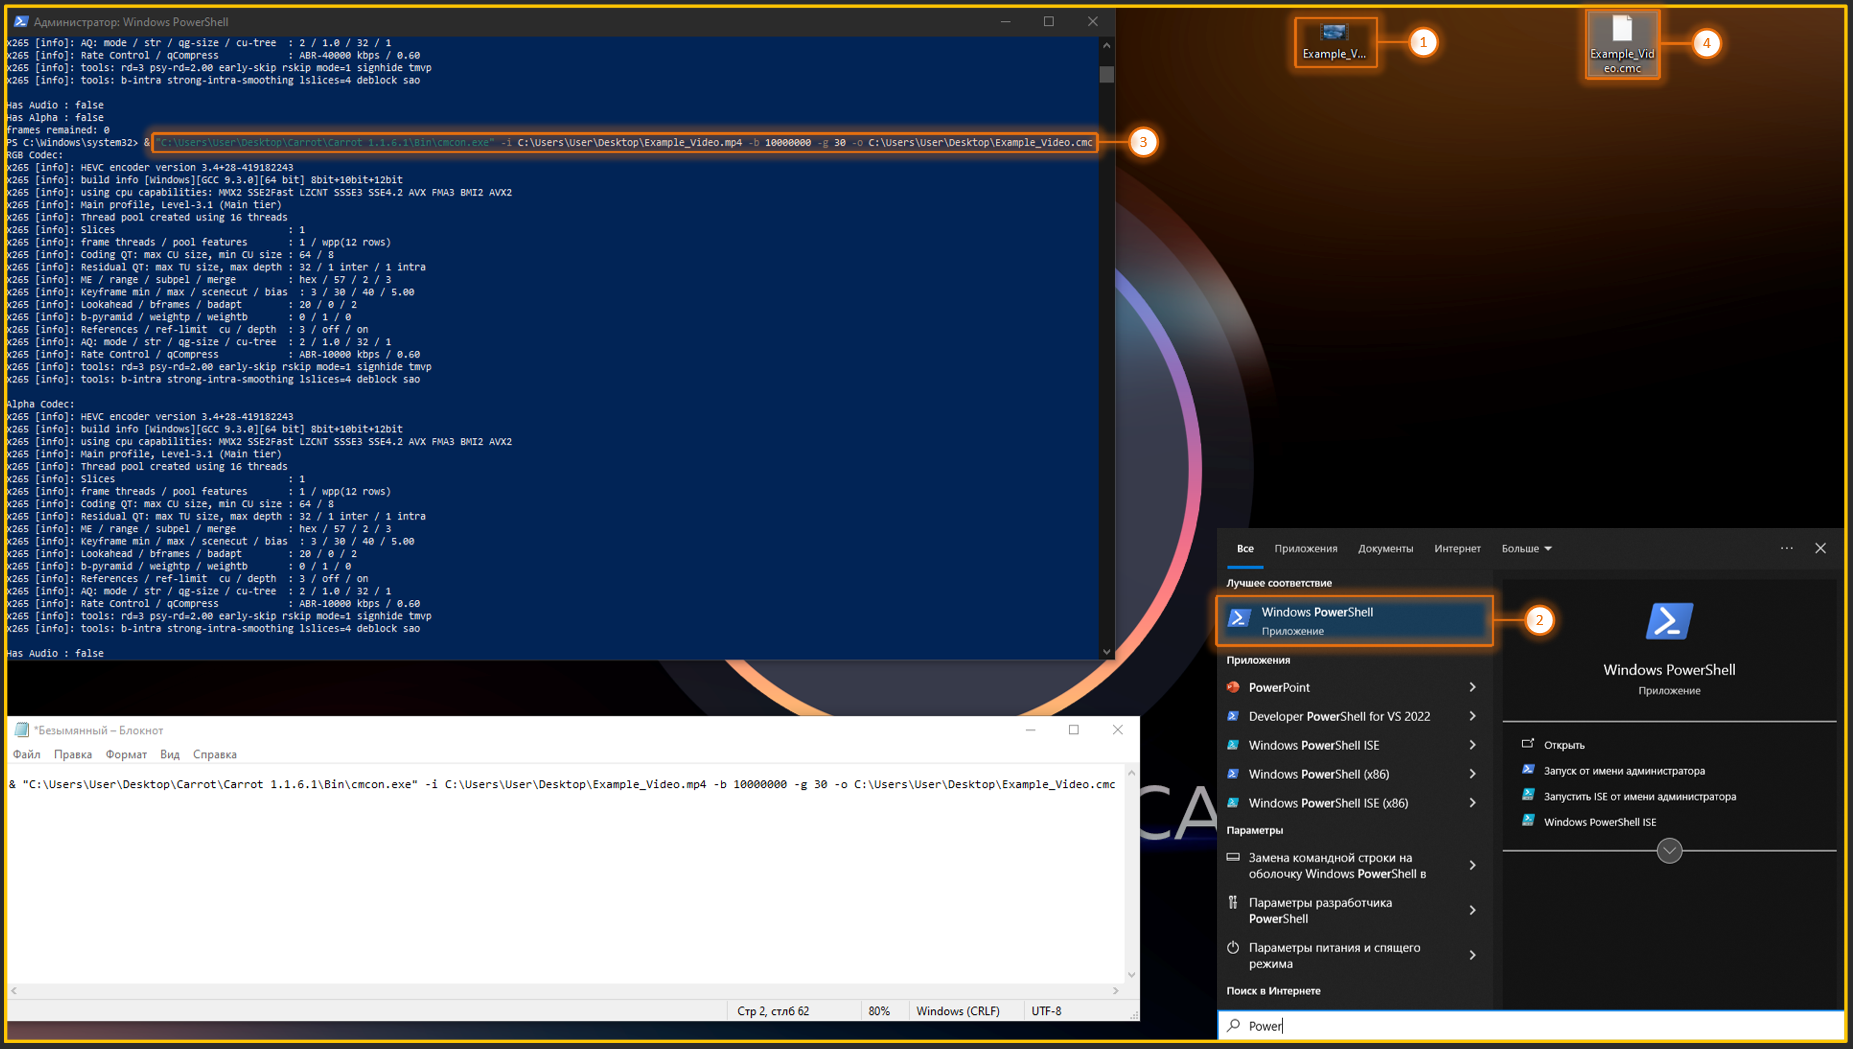 Администратор: Windows PowerShell
x265 [info]: AQ: mode / str / qg-size / cu-tree  : 2 / 1.0 / 32 / 1
x265 [info]: Rate Control / qCompress            : ABR-40000 kbps / 0.60
x265 [info]: tools: rd=3 psy-rd=2.00 early-skip rskip mode=1 signhide tmvp
x265 [info]: tools: b-intra strong-intra-smoothing lslices=4 deblock sao
Has Audio : false
Has Alpha : false
frames remained: 0
PS C:\Windows\system32> & "C:\Users\User\Desktop\Carrot\Carrot 1.1.6.1\Bin\cmcon.exe" -i C:\Users\User\Desktop\Example_Video.mp4 -b 10000000 -g 30 -o C:\Users\User\Desktop\Example_Video.cmc
RGB Codec:
x265 [info]: HEVC encoder version 3.4+28-419182243
x265 [info]: build info [Windows][GCC 9.3.0][64 bit] 8bit+10bit+12bit
x265 [info]: using cpu capabilities: MMX2 SSE2Fast LZCNT SSSE3 SSE4.2 AVX FMA3 BMI2 AVX2
x265 [info]: Main profile, Level-3.1 (Main tier)
x265 [info]: Thread pool created using 16 threads
x265 [info]: Slices                              : 1
x265 [info]: frame threads / pool features       : 1 / wpp(12 rows)
x265 [info]: Coding QT: max CU size, min CU size : 64 / 8
x265 [info]: Residual QT: max TU size, max depth : 32 / 1 inter / 1 intra
x265 [info]: ME / range / subpel / merge         : hex / 57 / 2 / 3
x265 [info]: Keyframe min / max / scenecut / bias  : 3 / 30 / 40 / 5.00
x265 [info]: Lookahead / bframes / badapt        : 20 / 0 / 2
x265 [info]: b-pyramid / weightp / weightb       : 0 / 1 / 0
x265 [info]: References / ref-limit  cu / depth  : 3 / off / on
x265 [info]: AQ: mode / str / qg-size / cu-tree  : 2 / 1.0 / 32 / 1
x265 [info]: Rate Control / qCompress            : ABR-10000 kbps / 0.60
x265 [info]: tools: rd=3 psy-rd=2.00 early-skip rskip mode=1 signhide tmvp
x265 [info]: tools: b-intra strong-intra-smoothing lslices=4 deblock sao
Alpha Codec:
x265 [info]: HEVC encoder version 3.4+28-419182243
x265 [info]: build info [Windows][GCC 9.3.0][64 bit] 8bit+10bit+12bit
x265 [info]: using cpu capabilities: MMX2 SSE2Fast LZCNT SSSE3 SSE4.2 AVX FMA3 BMI2 AVX2
x265 [info]: Main profile, Level-3.1 (Main tier)
x265 [info]: Thread pool created using 16 threads
x265 [info]: Slices                              : 1
x265 [info]: frame threads / pool features       : 1 / wpp(12 rows)
x265 [info]: Coding QT: max CU size, min CU size : 64 / 8
x265 [info]: Residual QT: max TU size, max depth : 32 / 1 inter / 1 intra
x265 [info]: ME / range / subpel / merge         : hex / 57 / 2 / 3
x265 [info]: Keyframe min / max / scenecut / bias  : 3 / 30 / 40 / 5.00
x265 [info]: Lookahead / bframes / badapt        : 20 / 0 / 2
x265 [info]: b-pyramid / weightp / weightb       : 0 / 1 / 0
x265 [info]: References / ref-limit  cu / depth  : 3 / off / on
x265 [info]: AQ: mode / str / qg-size / cu-tree  : 2 / 1.0 / 32 / 1
x265 [info]: Rate Control / qCompress            : ABR-10000 kbps / 0.60
x265 [info]: tools: rd=3 psy-rd=2.00 early-skip rskip mode=1 signhide tmvp
x265 [info]: tools: b-intra strong-intra-smoothing lslices=4 deblock sao
Has Audio : false
3
Example_V...
1
Example_Vid
eo.cmc
4
*Безымянный – Блокнот
Файл Правка Формат Вид Справка
& "C:\Users\User\Desktop\Carrot\Carrot 1.1.6.1\Bin\cmcon.exe" -i C:\Users\User\Desktop\Example_Video.mp4 -b 10000000 -g 30 -o C:\Users\User\Desktop\Example_Video.cmc
Стр 2, стлб 62 80% Windows (CRLF) UTF-8
CA
Все Приложения Документы Интернет Больше
Лучшее соответствие
Windows PowerShell
Приложение
2
Приложения
PowerPoint
Developer PowerShell for VS 2022
Windows PowerShell ISE
Windows PowerShell (x86)
Windows PowerShell ISE (x86)
Параметры
Замена командной строки на
оболочку Windows PowerShell в
Параметры разработчика
PowerShell
Параметры питания и спящего
режима
Поиск в Интернете
Power
Windows PowerShell
Приложение
Открыть
Запуск от имени администратора
Запустить ISE от имени администратора
Windows PowerShell ISE